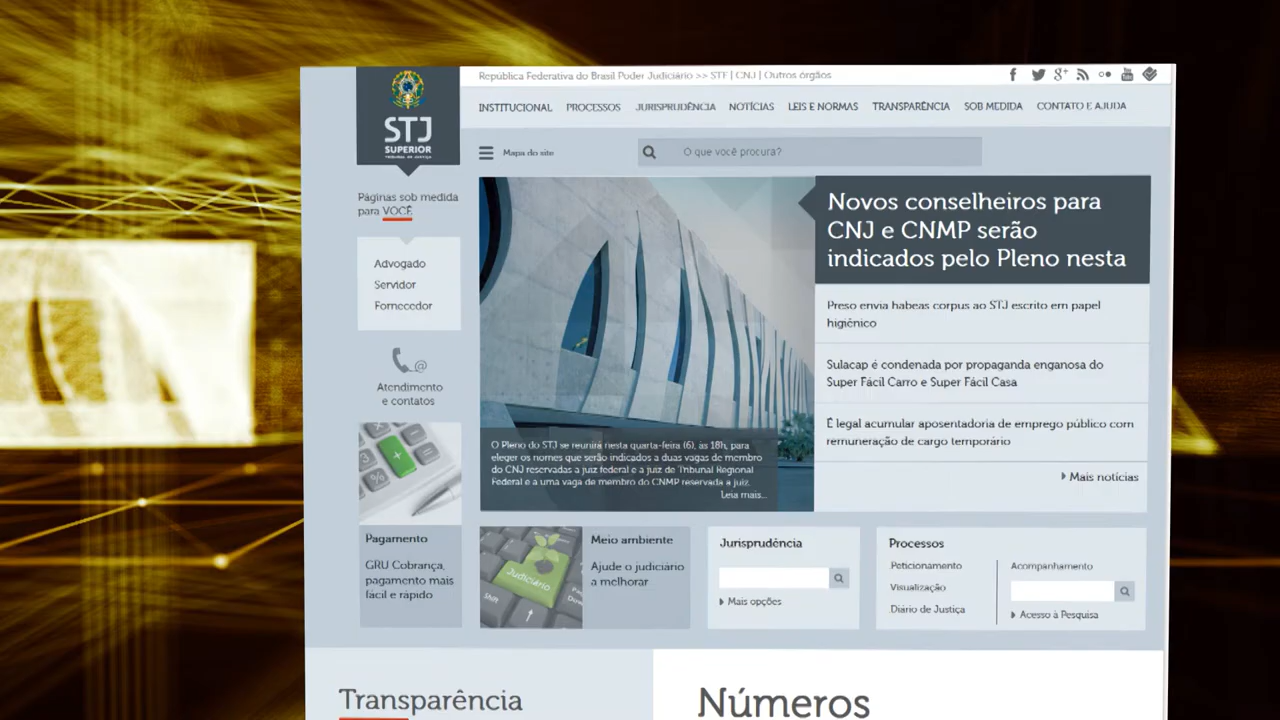 República Federativa do Brasil Poder Judiciário >> STF | CNJ | Outros órgãos
STJ
SUPERIOR
TRIBUNAL DE JUSTIÇA
INSTITUCIONAL PROCESSOS JURISPRUDÊNCIA NOTÍCIAS LEIS E NORMAS TRANSPARÊNCIA SOB MEDIDA CONTATO E AJUDA
Mapa do site
O que você procura?
Páginas sob medida
para VOCÊ
Advogado
Servidor
Fornecedor
Atendimento
e contatos
Pagamento
GRU Cobrança,
pagamento mais
fácil e rápido
O Pleno do STJ se reunirá nesta quarta-feira (6), às 18h, para
eleger os nomes que serão indicados a duas vagas de membro
do CNJ reservadas a juiz federal e a juiz de Tribunal Regional
Federal e a uma vaga de membro do CNMP reservada a juiz.
Leia mais...
Novos conselheiros para
CNJ e CNMP serão
indicados pelo Pleno nesta
Preso envia habeas corpus ao STJ escrito em papel
higiênico
Sulacap é condenada por propaganda enganosa do
Super Fácil Carro e Super Fácil Casa
É legal acumular aposentadoria de emprego público com
remuneração de cargo temporário
Mais notícias
Judiciário
Shift
Meio ambiente
Ajude o judiciário
a melhorar
Jurisprudência
Mais opções
Processos
Peticionamento
Visualização
Diário de Justiça
Acompanhamento
Acesso à Pesquisa
Transparência
Números